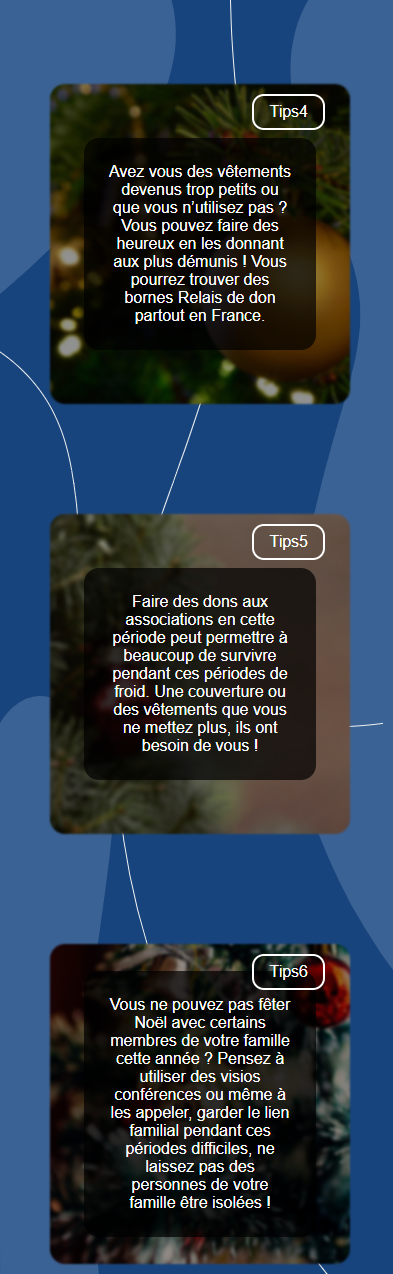 Tips4
Avez vous des vêtements
devenus trop petits ou
que vous n’utilisez pas ?
Vous pouvez faire des
heureux en les donnant
aux plus démunis ! Vous
pourrez trouver des
bornes Relais de don
partout en France.
Tips5
Faire des dons aux
associations en cette
période peut permettre à
beaucoup de survivre
pendant ces périodes de
froid. Une couverture ou
des vêtements que vous
ne mettez plus, ils ont
besoin de vous !
Tips6
Vous ne pouvez pas fêter
Noël avec certains
membres de votre famille
cette année ? Pensez à
utiliser des visios
conférences ou même à
les appeler, garder le lien
familial pendant ces
périodes difficiles, ne
laissez pas des
personnes de votre
famille être isolées !